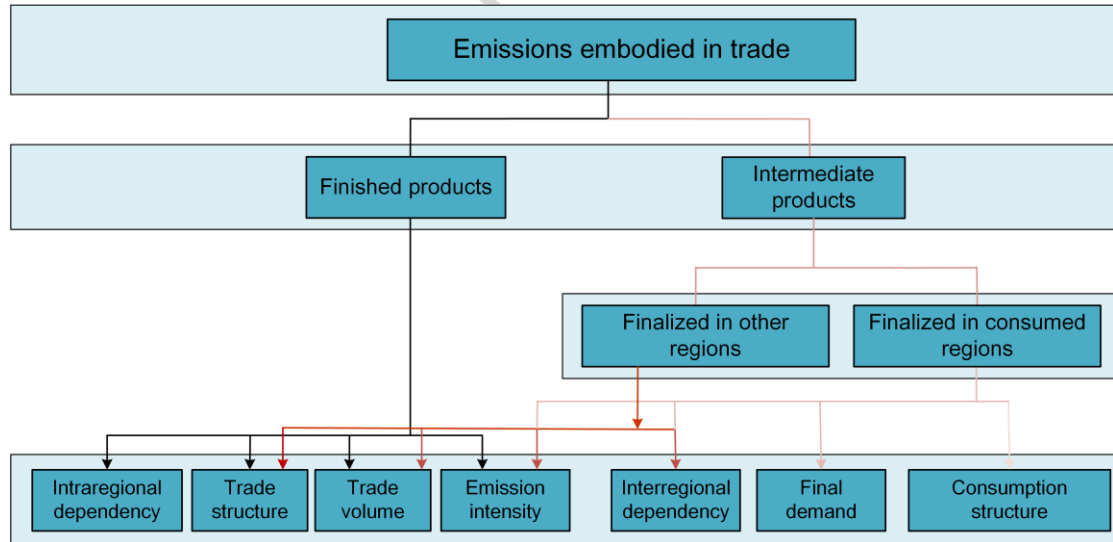 Emissions embodied in trade
Finished products
Intermediate
products
Finalized in other
regions
Finalized in consumed
regions
Intraregional
dependency
Trade
structure
Trade
volume
Emission
intensity
Interregional
dependency
Final
demand
Consumption
structure